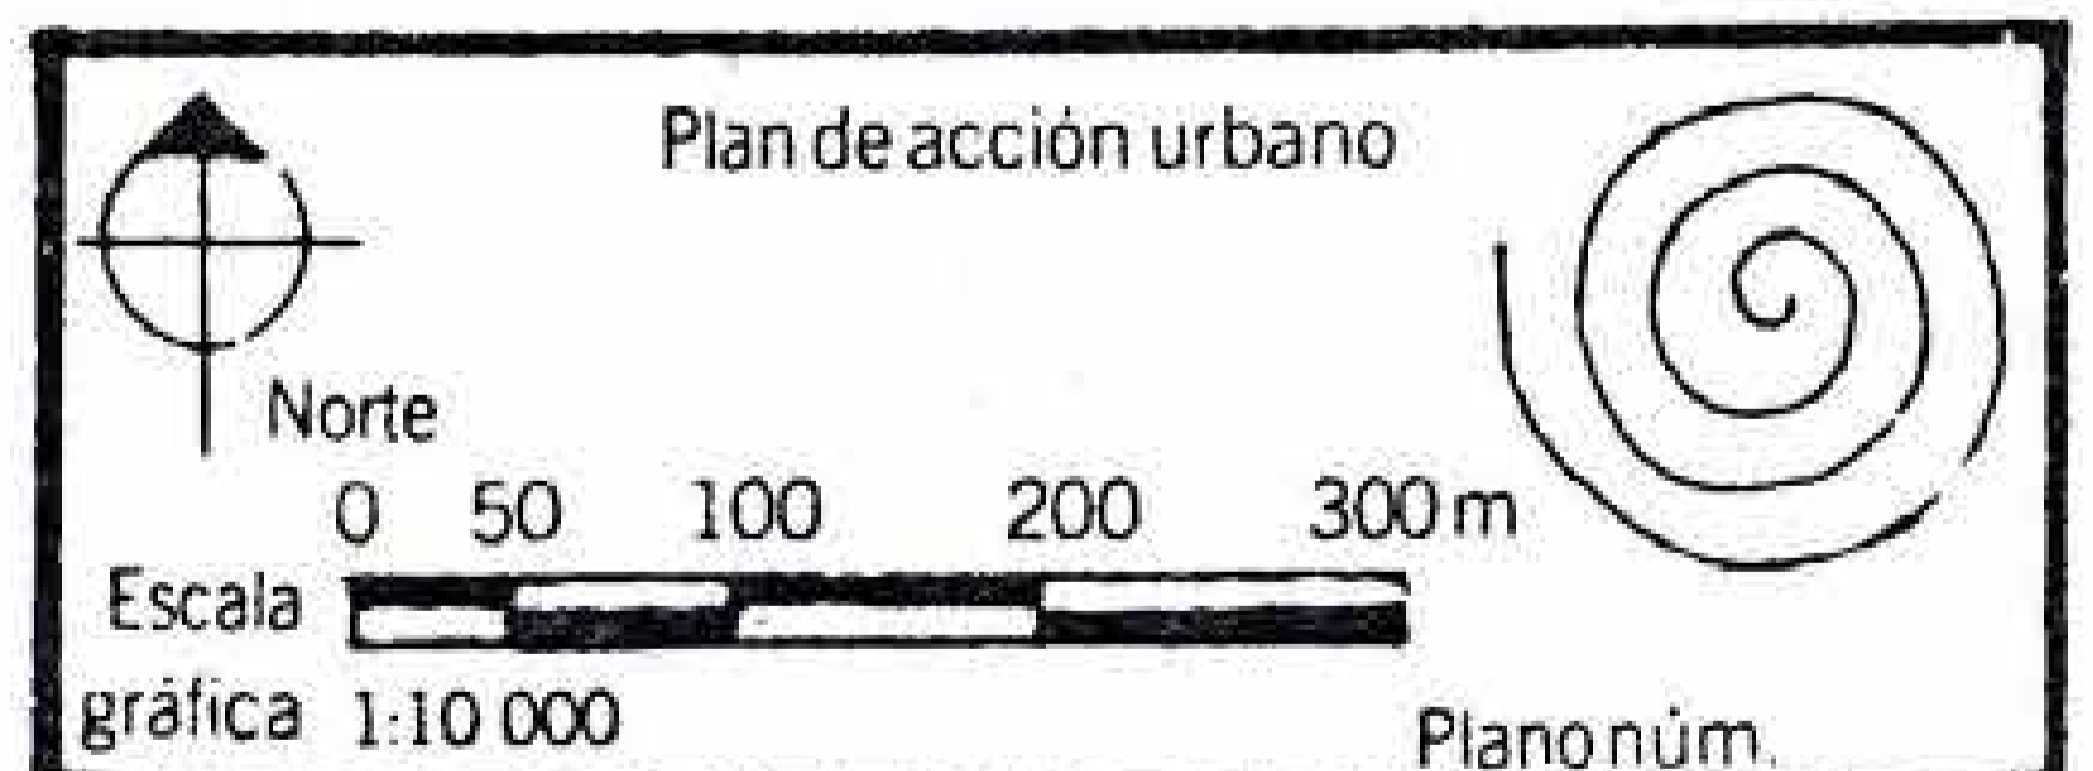 Plan de acción urbano
Norte
0 50 100 200 300 m
Escala
gráfica 1:10 000
Plano núm.